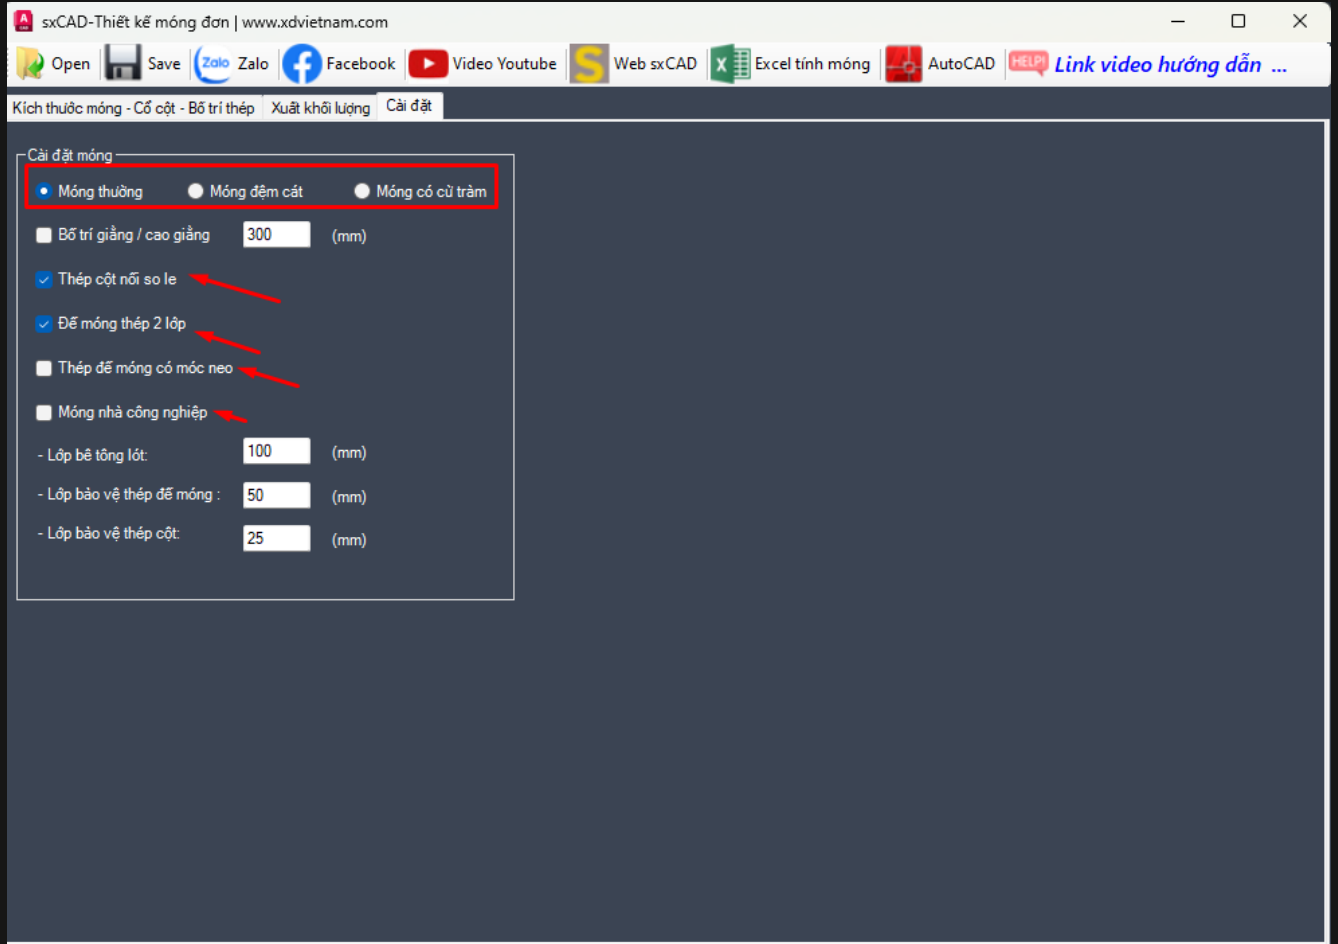 sxCAD-Thiết kế móng đơn | www.xdvietnam.com
Open Save Zalo Zalo Facebook Video Youtube S Web sxCAD X Excel tính móng AutoCAD HELP! Link video hướng dẫn ...
Kích thước móng - Cổ cột - Bố trí thép Xuất khối lượng Cài đặt
Cài đặt móng
Móng thường Móng đệm cát Móng có cừ tràm
Bố trí giằng / cao giằng 300 (mm)
Thép cột nối so le
Đế móng thép 2 lớp
Thép đế móng có móc neo
Móng nhà công nghiệp
- Lớp bê tông lót: 100 (mm)
- Lớp bảo vệ thép đế móng : 50 (mm)
- Lớp bảo vệ thép cột: 25 (mm)